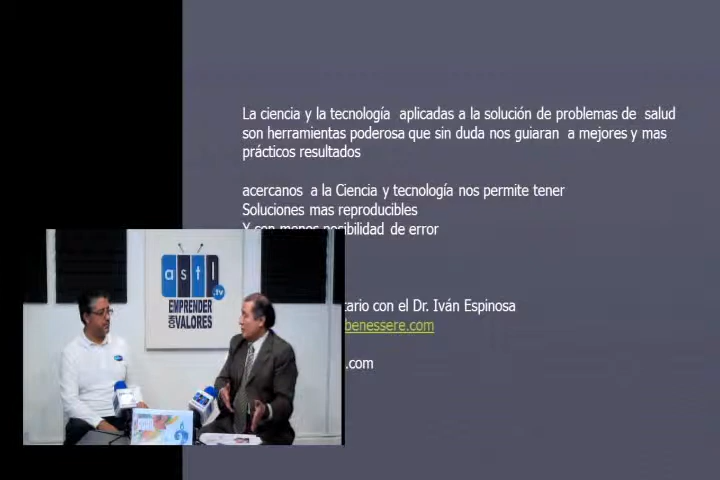 La ciencia y la tecnología aplicadas a la solución de problemas de salud
son herramientas poderosa que sin duda nos guiaran a mejores y mas
prácticos resultados
acercanos a la Ciencia y tecnología nos permite tener
Soluciones mas reproducibles
Y con menos posibilidad de error
tario con el Dr. Iván Espinosa
benessere.com
.com
astl
.tv
EMPRENDER
CON VALORES